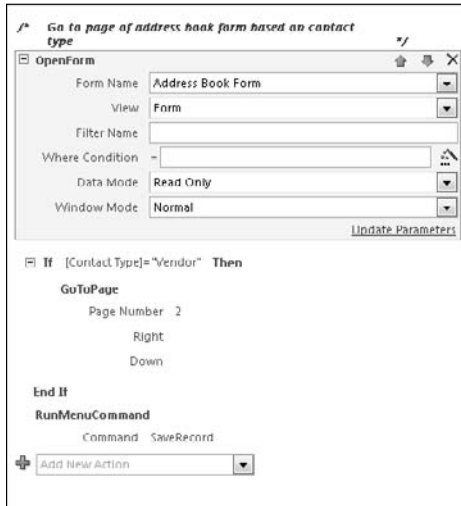 /* Go to page of address book form based on contact
type */
OpenForm
Form Name Address Book Form
View Form
Filter Name
Where Condition =
Data Mode Read Only
Window Mode Normal
Update Parameters
If [Contact Type]="Vendor" Then
GoToPage
Page Number 2
Right
Down
End If
RunMenuCommand
Command SaveRecord
Add New Action